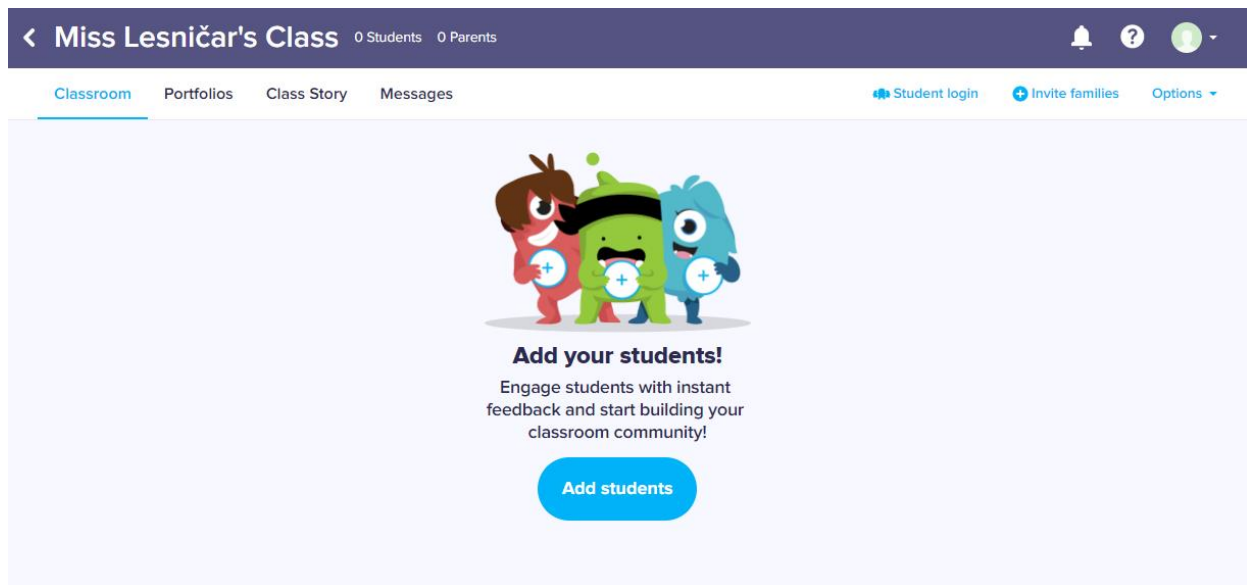 Miss Lesničar's Class 0 Students 0 Parents
Classroom Portfolios Class Story Messages Student login Invite families Options
Add your students!
Engage students with instant
feedback and start building your
classroom community!
Add students